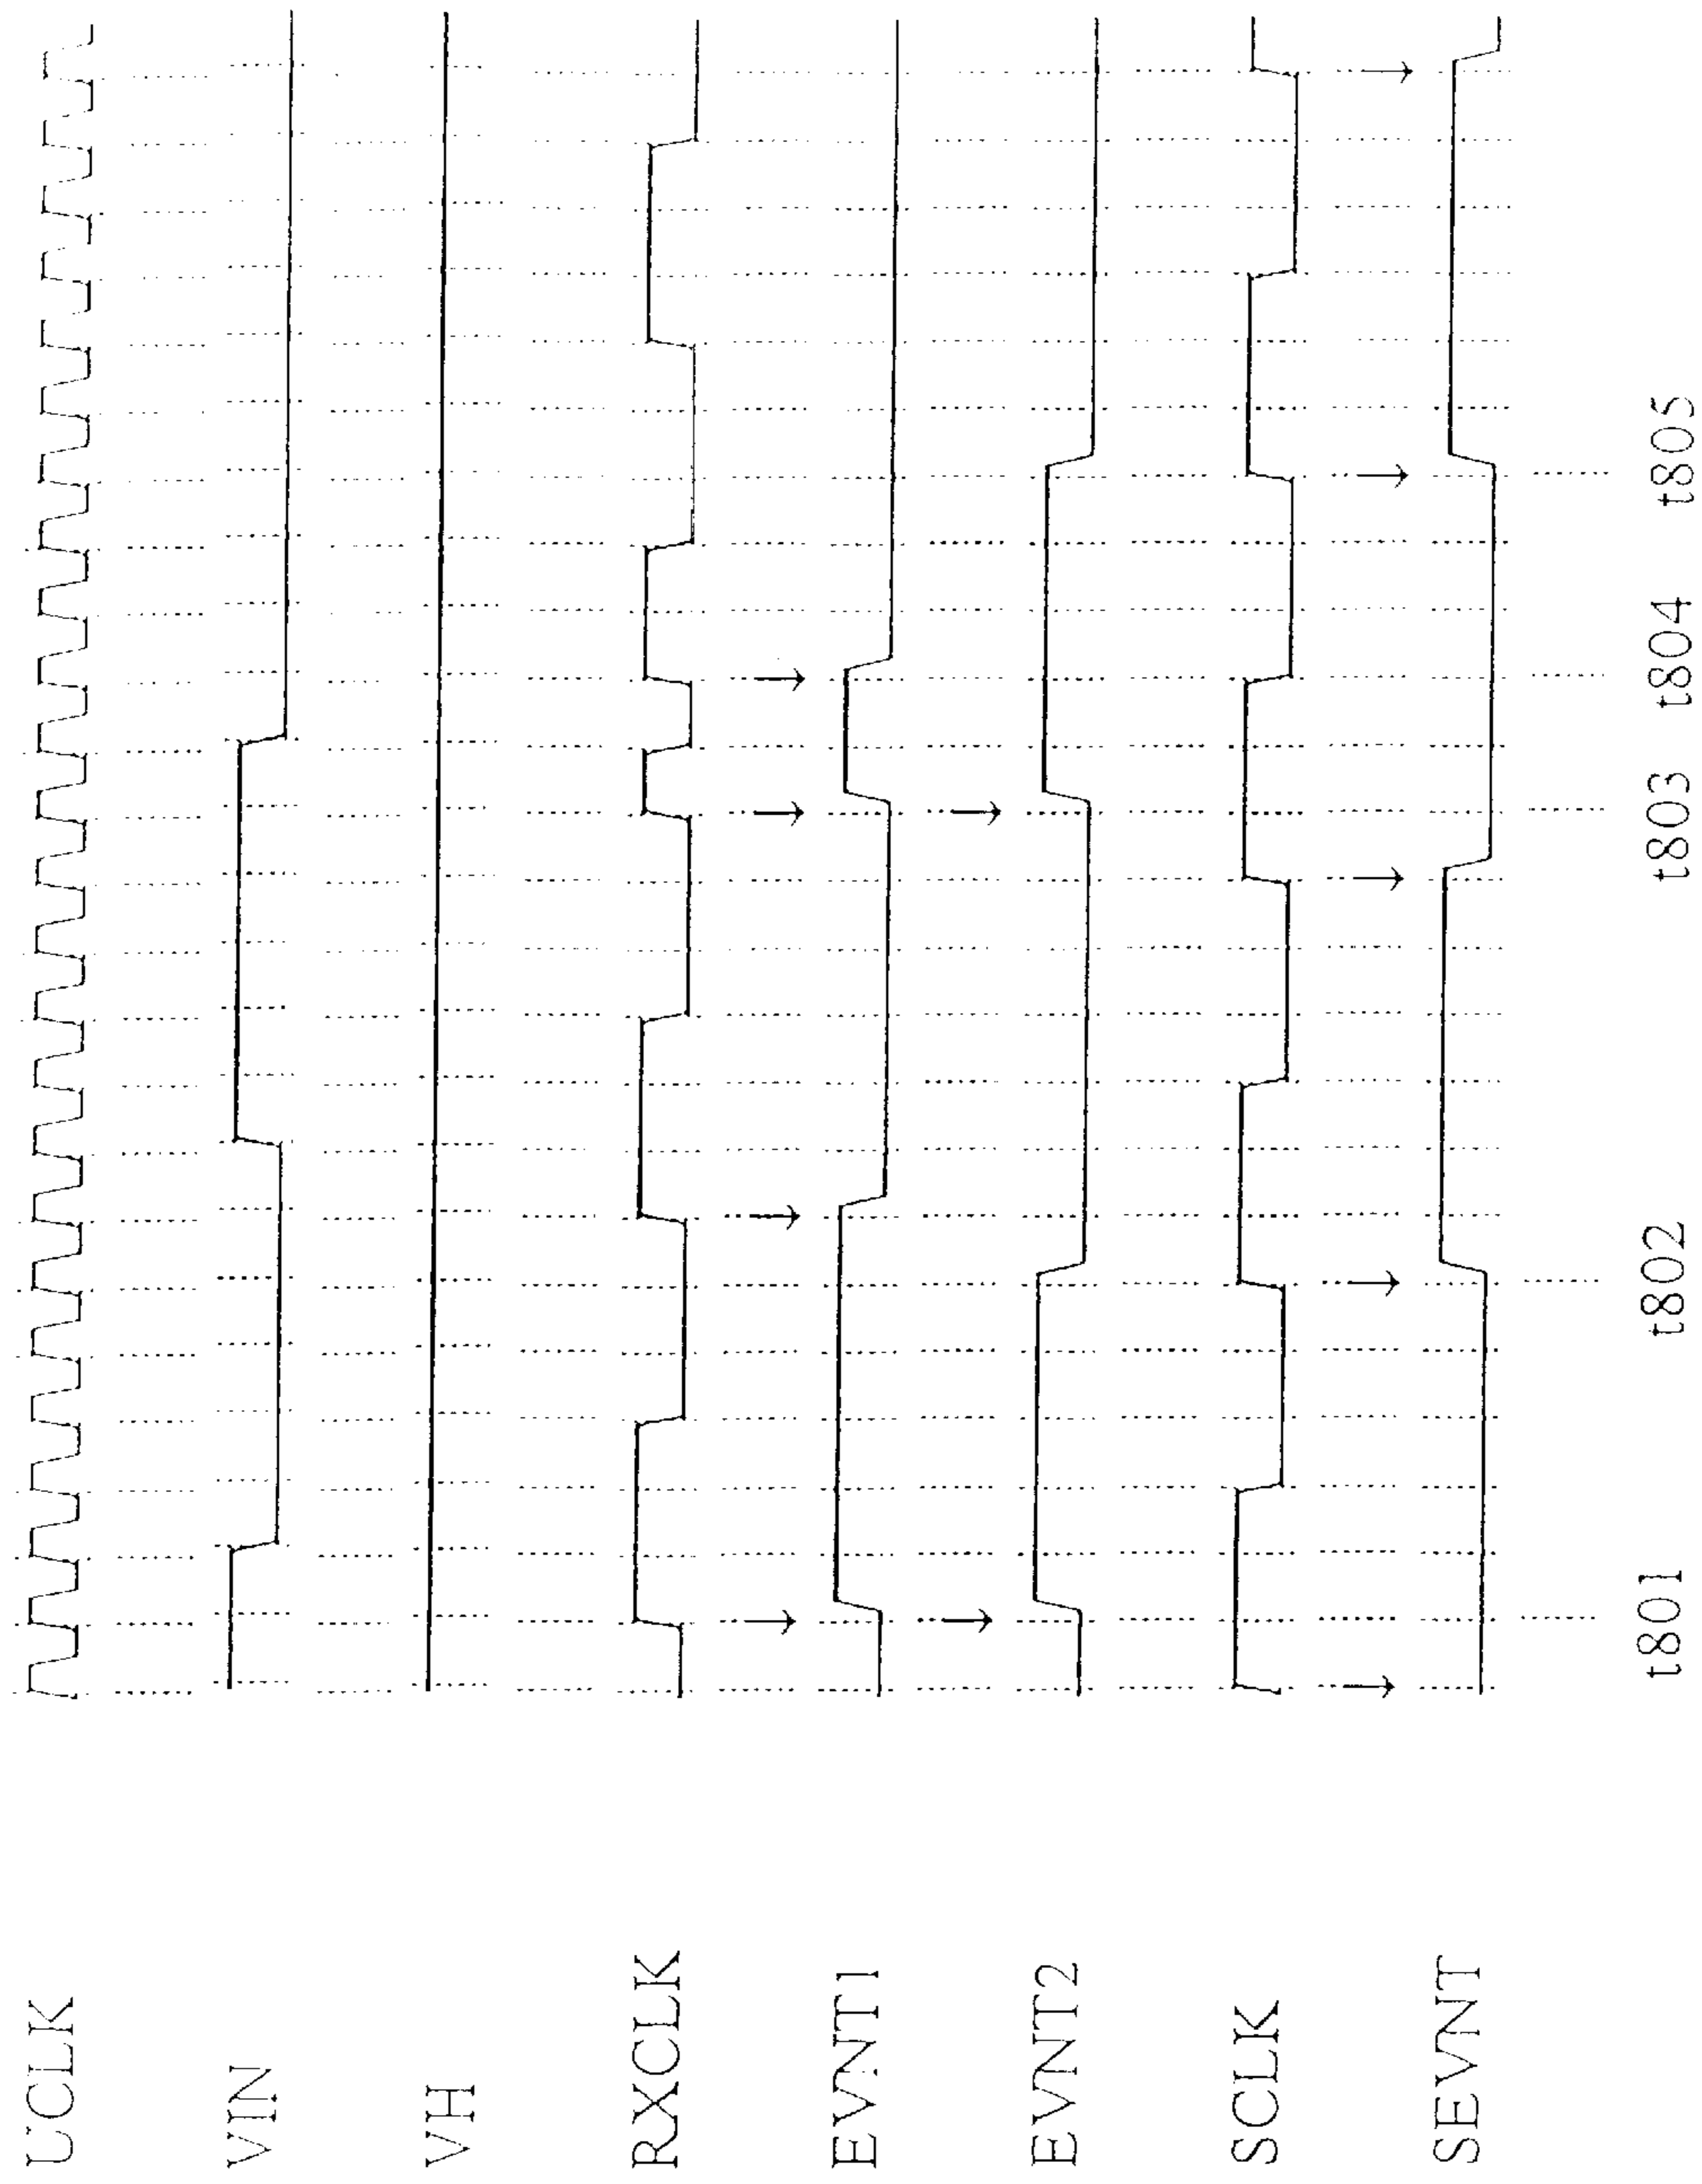 UCLK
VIN
VH
RXCLK
EVNT1
EVNT2
SCLK
SEVNT
t801
t802
t803
t804
t805